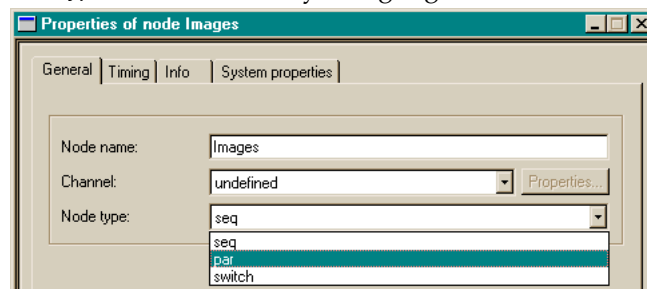 Properties of node Images
General Timing Info System properties
Node name: Images
Channel: undefined Properties...
Node type: seq
seq
par
switch